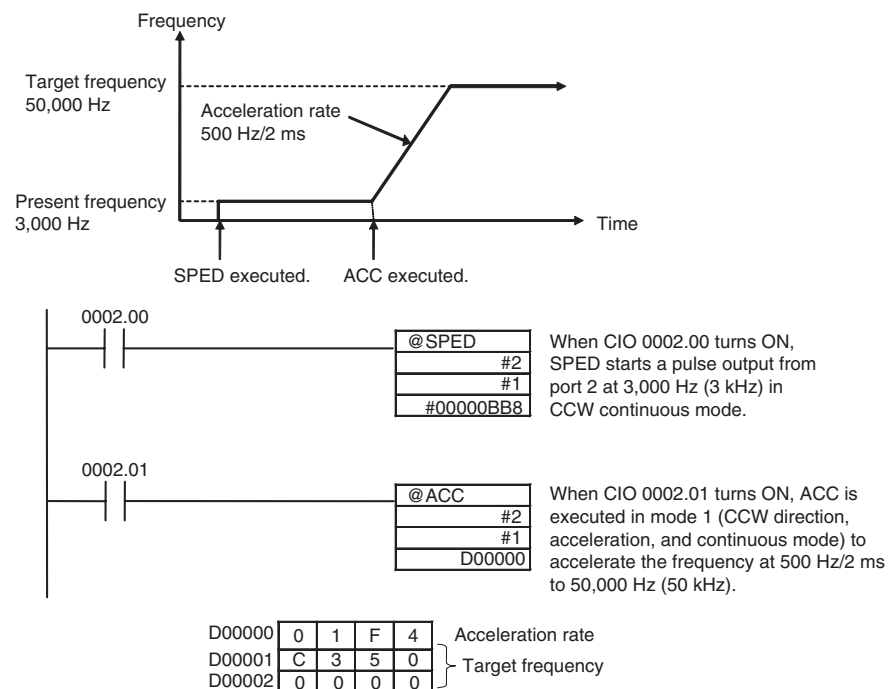 Frequency
Target frequency
50,000 Hz
Acceleration rate
500 Hz/2 ms
Present frequency
3,000 Hz
Time
SPED executed.
ACC executed.
0002.00
@SPED
#2
#1
#00000BB8
When CIO 0002.00 turns ON,
SPED starts a pulse output from
port 2 at 3,000 Hz (3 kHz) in
CCW continuous mode.
0002.01
@ACC
#2
#1
D00000
When CIO 0002.01 turns ON, ACC is
executed in mode 1 (CCW direction,
acceleration, and continuous mode) to
accelerate the frequency at 500 Hz/2 ms
to 50,000 Hz (50 kHz).
D00000 0 1 F 4 Acceleration rate
D00001 C 3 5 0
Target frequency
D00002 0 0 0 0